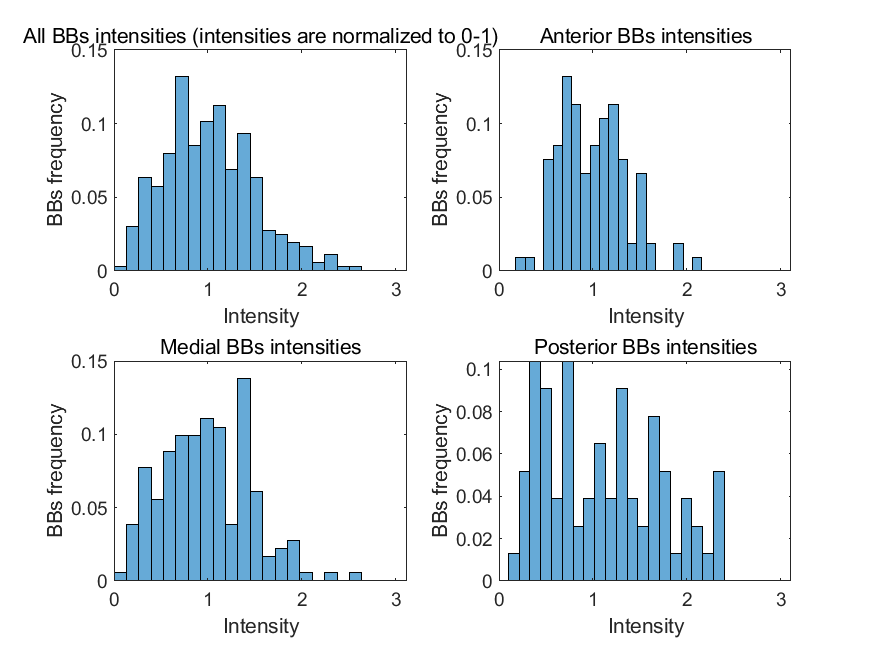 All BBs intensities (intensities are normalized to 0-1)
0.15
0.1
0.05
0
BBs frequency
0 1 2 3
Intensity
Anterior BBs intensities
0.15
0.1
0.05
0
BBs frequency
0 1 2 3
Intensity
Medial BBs intensities
0.15
0.1
0.05
0
BBs frequency
0 1 2 3
Intensity
Posterior BBs intensities
0.1
0.08
0.06
0.04
0.02
0
BBs frequency
0 1 2 3
Intensity